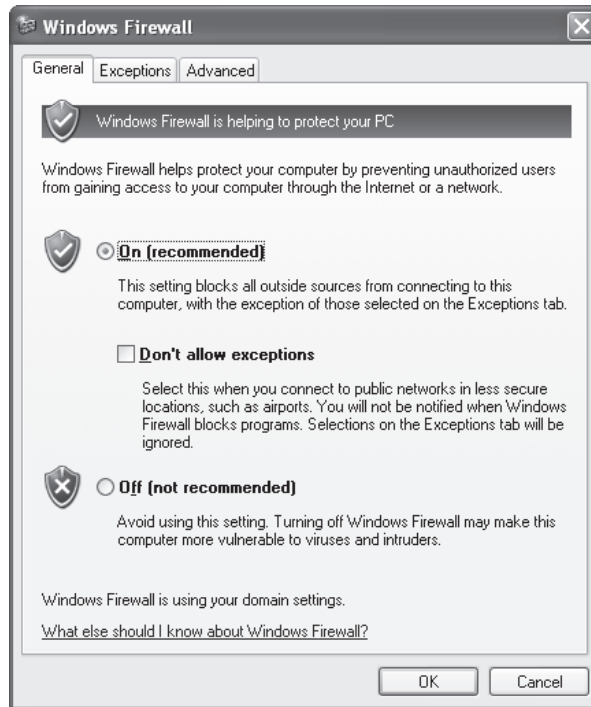 Windows Firewall
General Exceptions Advanced
Windows Firewall is helping to protect your PC
Windows Firewall helps protect your computer by preventing unauthorized users
from gaining access to your computer through the Internet or a network.
On (recommended)
This setting blocks all outside sources from connecting to this
computer, with the exception of those selected on the Exceptions tab.
Don't allow exceptions
Select this when you connect to public networks in less secure
locations, such as airports. You will not be notified when Windows
Firewall blocks programs. Selections on the Exceptions tab will be
ignored.
Off (not recommended)
Avoid using this setting. Turning off Windows Firewall may make this
computer more vulnerable to viruses and intruders.
Windows Firewall is using your domain settings.
What else should I know about Windows Firewall?
OK Cancel